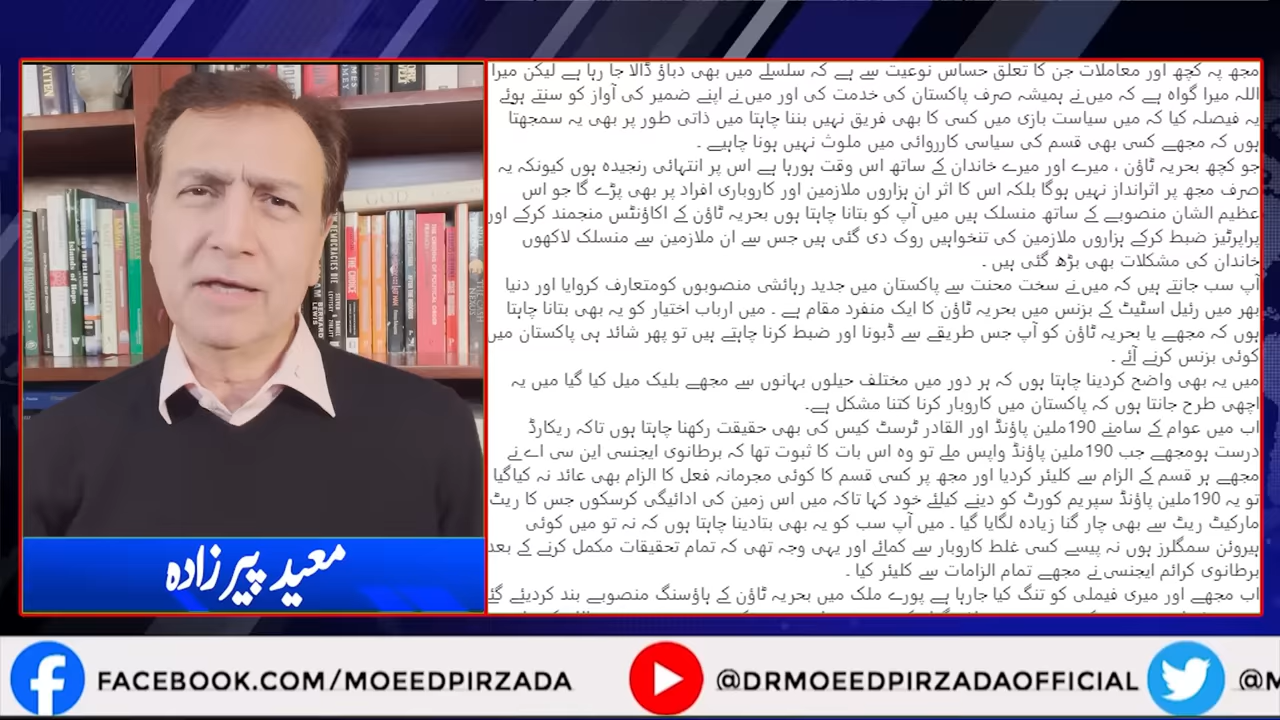 مجھ پہ کچھ اور معاملات جن کا تعلق حساس نوعیت سے ہے کہ سلسلے میں بھی دباؤ ڈالا جا رہا ہے لیکن میرا
اللہ میرا گواہ ہے کہ میں نے ہمیشہ صرف پاکستان کی خدمت کی اور میں نے اپنے ضمیر کی آواز کو سنتے ہوئے
یہ فیصلہ کیا کہ میں سیاست بازی میں کسی کا بھی فریق نہیں بننا چاہتا میں ذاتی طور پر بھی یہ سمجھتا
ہوں کہ مجھے کسی بھی قسم کی سیاسی کارروائی میں ملوث نہیں ہونا چاہیے ۔
جو کچھ بحریہ ٹاؤن ، میرے اور میرے خاندان کے ساتھ اس وقت ہورہا ہے اس پر انتہائی رنجیدہ ہوں کیونکہ یہ
صرف مجھ پر اثرانداز نہیں ہوگا بلکہ اس کا اثر ان ہزاروں ملازمین اور کاروباری افراد پر بھی پڑے گا جو اس
عظیم الشان منصوبے کے ساتھ منسلک ہیں میں آپ کو بتانا چاہتا ہوں بحریہ ٹاؤن کے اکاؤنٹس منجمند کرکے اور
پراپرٹیز ضبط کرکے ہزاروں ملازمین کی تنخواہیں روک دی گئی ہیں جس سے ان ملازمین سے منسلک لاکھوں
خاندان کی مشکلات بھی بڑھ گئی ہیں ۔
آپ سب جانتے ہیں کہ میں نے سخت محنت سے پاکستان میں جدید رہائشی منصوبوں کومتعارف کروایا اور دنیا
بھر میں رئیل اسٹیٹ کے بزنس میں بحریہ ٹاؤن کا ایک منفرد مقام ہے ۔ میں ارباب اختیار کو یہ بھی بتانا چاہتا
ہوں کہ مجھے یا بحریہ ٹاؤن کو آپ جس طریقے سے ڈبونا اور ضبط کرنا چاہتے ہیں تو پھر شائد ہی پاکستان میں
کوئی بزنس کرنے آئے ۔
میں یہ بھی واضح کردینا چاہتا ہوں کہ ہر دور میں مختلف حیلوں بہانوں سے مجھے بلیک میل کیا گیا میں یہ
اچھی طرح جانتا ہوں کہ پاکستان میں کاروبار کرنا کتنا مشکل ہے۔
اب میں عوام کے سامنے 190ملین پاؤنڈ اور القادر ٹرسٹ کیس کی بھی حقیقت رکھنا چاہتا ہوں تاکہ ریکارڈ
درست ہومجھے جب 190ملین پاؤنڈ واپس ملے تو وہ اس بات کا ثبوت تھا کہ برطانوی ایجنسی این سی اے نے
مجھے ہر قسم کے الزام سے کلیئر کردیا اور مجھ پر کسی قسم کا کوئی مجرمانہ فعل کا الزام بھی عائد نہ کیاگیا
تو یہ 190ملین پاؤنڈ سپریم کورٹ کو دینے کیلئے خود کہا تاکہ میں اس زمین کی ادائیگی کرسکوں جس کا ریٹ
مارکیٹ ریٹ سے بھی چار گنا زیادہ لگایا گیا ۔ میں آپ سب کو یہ بھی بتادینا چاہتا ہوں کہ نہ تو میں کوئی
ہیروئن سمگلرز ہوں نہ پیسے کسی غلط کاروبار سے کمائے اور یہی وجہ تھی کہ تمام تحقیقات مکمل کرنے کے بعد
برطانوی کرائم ایجنسی نے مجھے تمام الزامات سے کلیئر کیا ۔
اب مجھے اور میری فیملی کو تنگ کیا جارہا ہے پورے ملک میں بحریہ ٹاؤن کے ہاؤسنگ منصوبے بند کردیئے گئے
معید پیرزادہ
FACEBOOK.COM/MOEEDPIRZADA
@DRMOEEDPIRZADAOFFICIAL
@M
GOD
Islands of Hope
DEMOCRACIES DIE
BERNARD LEWIS